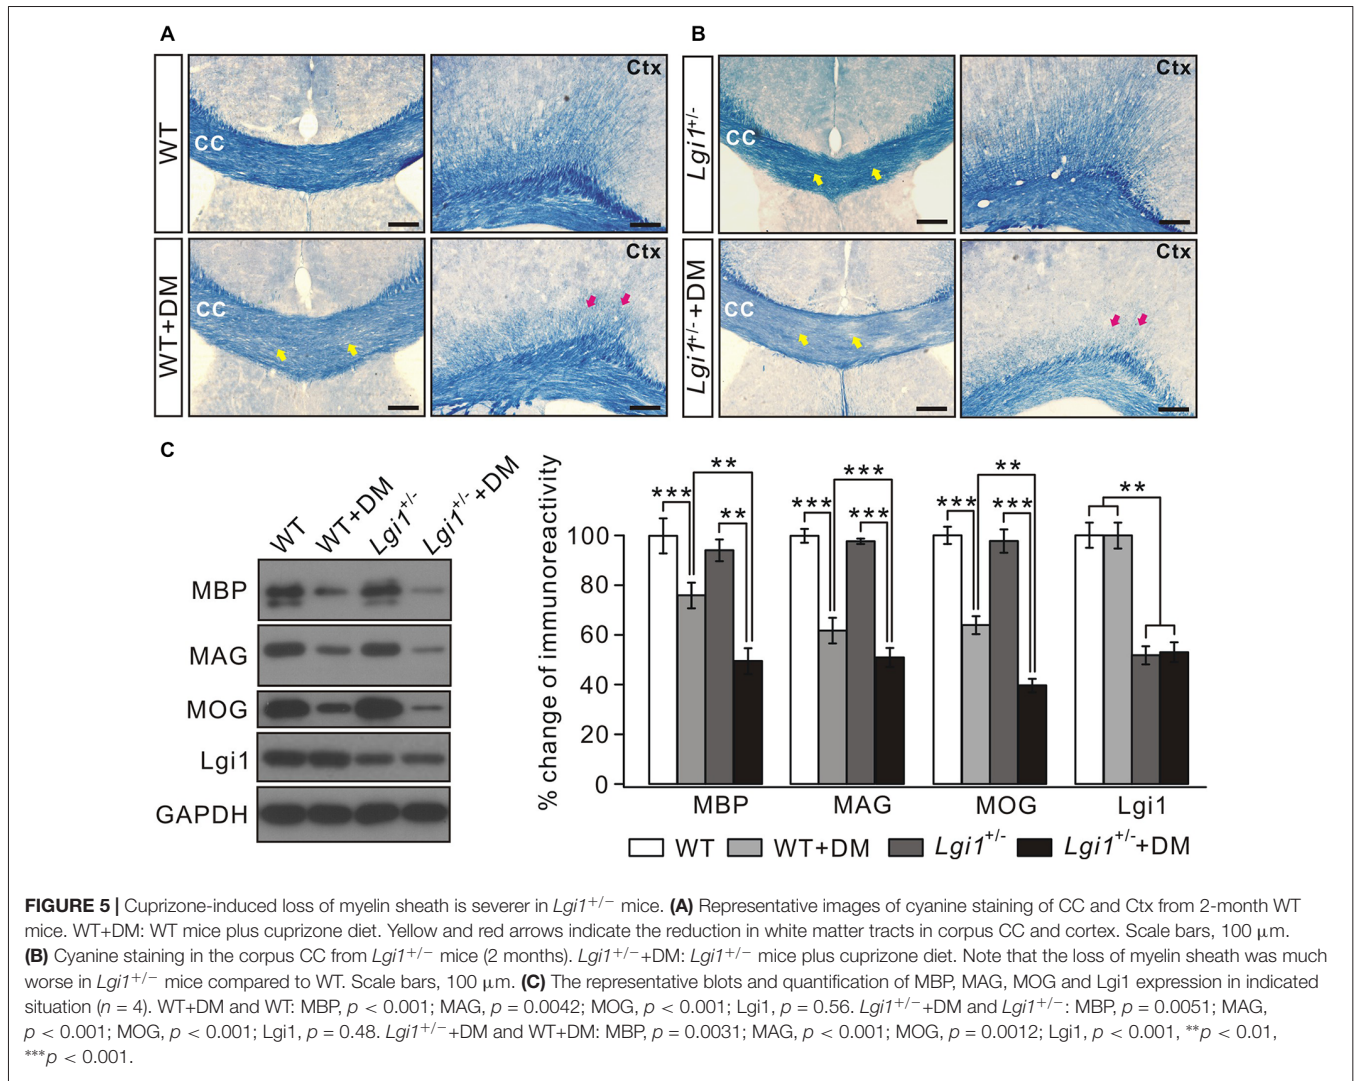 A
B
WT
CC
Ctx
Lgi1+/-
CC
Ctx
WT+DM
CC
Ctx
Lgi1+/-+DM
CC
Ctx
C
WT
WT+DM
Lgi1+/-
Lgi1+/-+DM
MBP
MAG
MOG
Lgi1
GAPDH
% change of immunoreactivity
100
80
60
40
20
0
*** ** **
*** *** ***
*** ** ***
**
MBP MAG MOG Lgi1
WT WT+DM Lgi1+/- Lgi1+/-+DM
FIGURE 5 | Cuprizone-induced loss of myelin sheath is severer in Lgi1+/− mice. (A) Representative images of cyanine staining of CC and Ctx from 2-month WT
mice. WT+DM: WT mice plus cuprizone diet. Yellow and red arrows indicate the reduction in white matter tracts in corpus CC and cortex. Scale bars, 100 μm.
(B) Cyanine staining in the corpus CC from Lgi1+/− mice (2 months). Lgi1+/−+DM: Lgi1+/− mice plus cuprizone diet. Note that the loss of myelin sheath was much
worse in Lgi1+/− mice compared to WT. Scale bars, 100 μm. (C) The representative blots and quantification of MBP, MAG, MOG and Lgi1 expression in indicated
situation (n = 4). WT+DM and WT: MBP, p < 0.001; MAG, p = 0.0042; MOG, p < 0.001; Lgi1, p = 0.56. Lgi1+/−+DM and Lgi1+/−: MBP, p = 0.0051; MAG,
p < 0.001; MOG, p < 0.001; Lgi1, p = 0.48. Lgi1+/−+DM and WT+DM: MBP, p = 0.0031; MAG, p < 0.001; MOG, p = 0.0012; Lgi1, p < 0.001, **p < 0.01,
***p < 0.001.